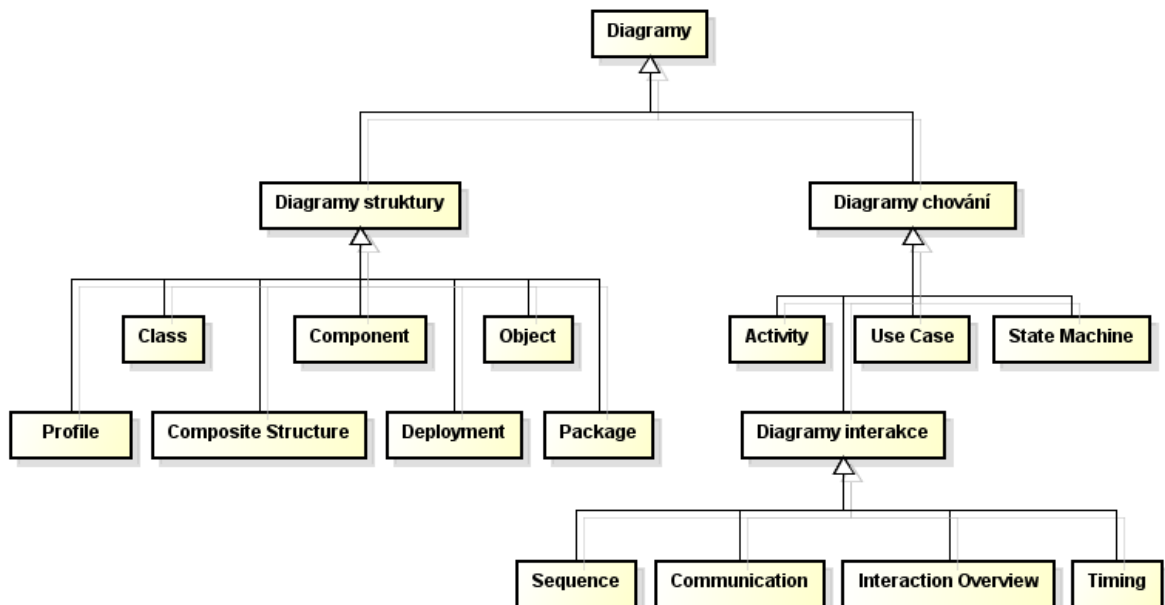 Diagramy
Diagramy struktury
Diagramy chování
Class
Component
Object
Activity
Use Case
State Machine
Profile
Composite Structure
Deployment
Package
Diagramy interakce
Sequence
Communication
Interaction Overview
Timing